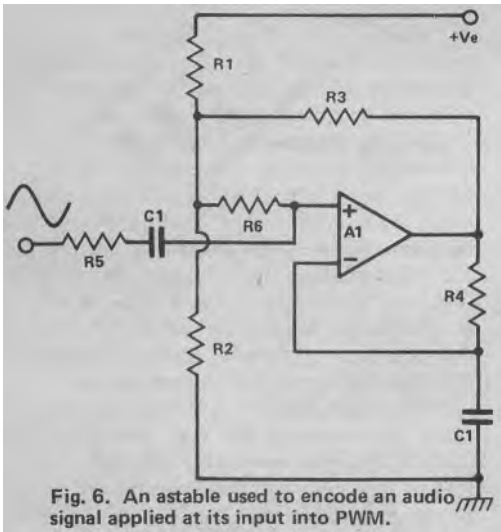 +Ve
R1
R3
C1
R6
+
A1
−
R5
R4
R2
C1
Fig. 6. An astable used to encode an audio
signal applied at its input into PWM.